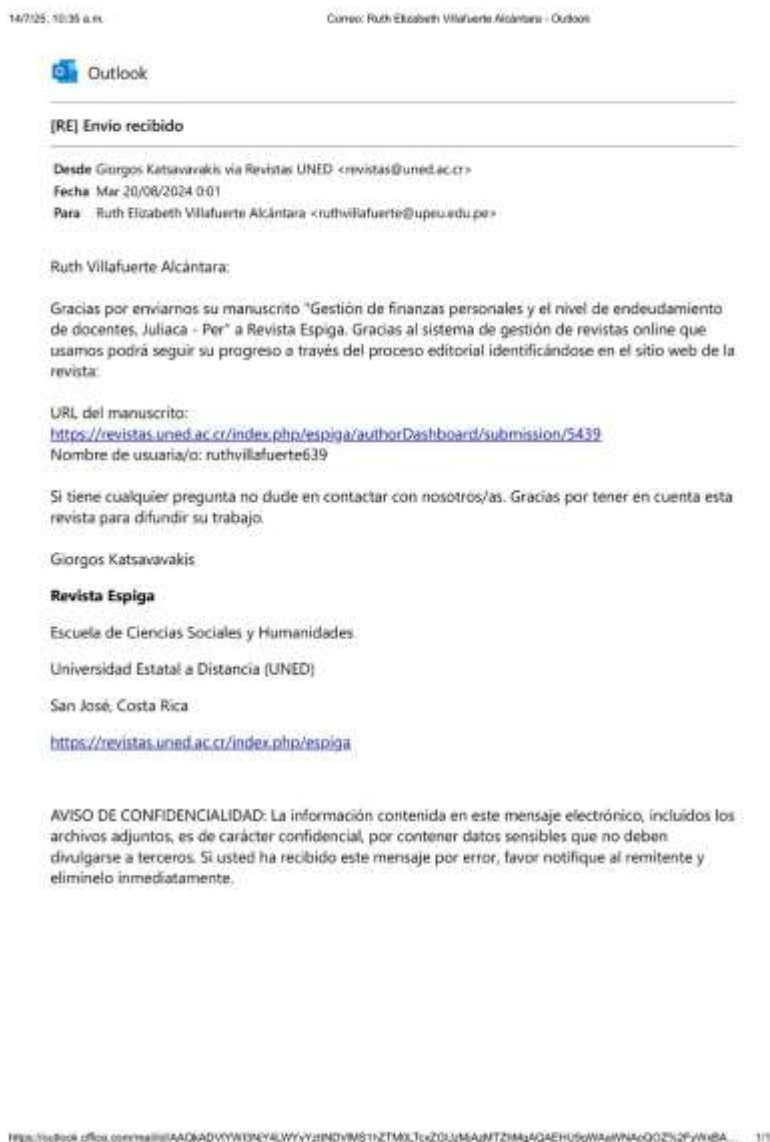 14/7/25, 10:35 a.m.
Correo: Ruth Elizabeth Villafuerte Alcántara - Outlook
Outlook
[RE] Envío recibido
Desde Giorgos Katsavavakis via Revistas UNED <revistas@uned.ac.cr>
Fecha Mar 20/08/2024 0:01
Para Ruth Elizabeth Villafuerte Alcántara <ruthvillafuerte@upeu.edu.pe>
Ruth Villafuerte Alcántara:
Gracias por enviarnos su manuscrito "Gestión de finanzas personales y el nivel de endeudamiento
de docentes, Juliaca - Per" a Revista Espiga. Gracias al sistema de gestión de revistas online que
usamos podrá seguir su progreso a través del proceso editorial identificándose en el sitio web de la
revista:
URL del manuscrito:
https://revistas.uned.ac.cr/index.php/espiga/authorDashboard/submission/5439
Nombre de usuaria/o: ruthvillafuerte639
Si tiene cualquier pregunta no dude en contactar con nosotros/as. Gracias por tener en cuenta esta
revista para difundir su trabajo.
Giorgos Katsavavakis
Revista Espiga
Escuela de Ciencias Sociales y Humanidades
Universidad Estatal a Distancia (UNED)
San José, Costa Rica
https://revistas.uned.ac.cr/index.php/espiga
AVISO DE CONFIDENCIALIDAD: La información contenida en este mensaje electrónico, incluidos los
archivos adjuntos, es de carácter confidencial, por contener datos sensibles que no deben
divulgarse a terceros. Si usted ha recibido este mensaje por error, favor notifique al remitente y
elimínelo inmediatamente.
1/1